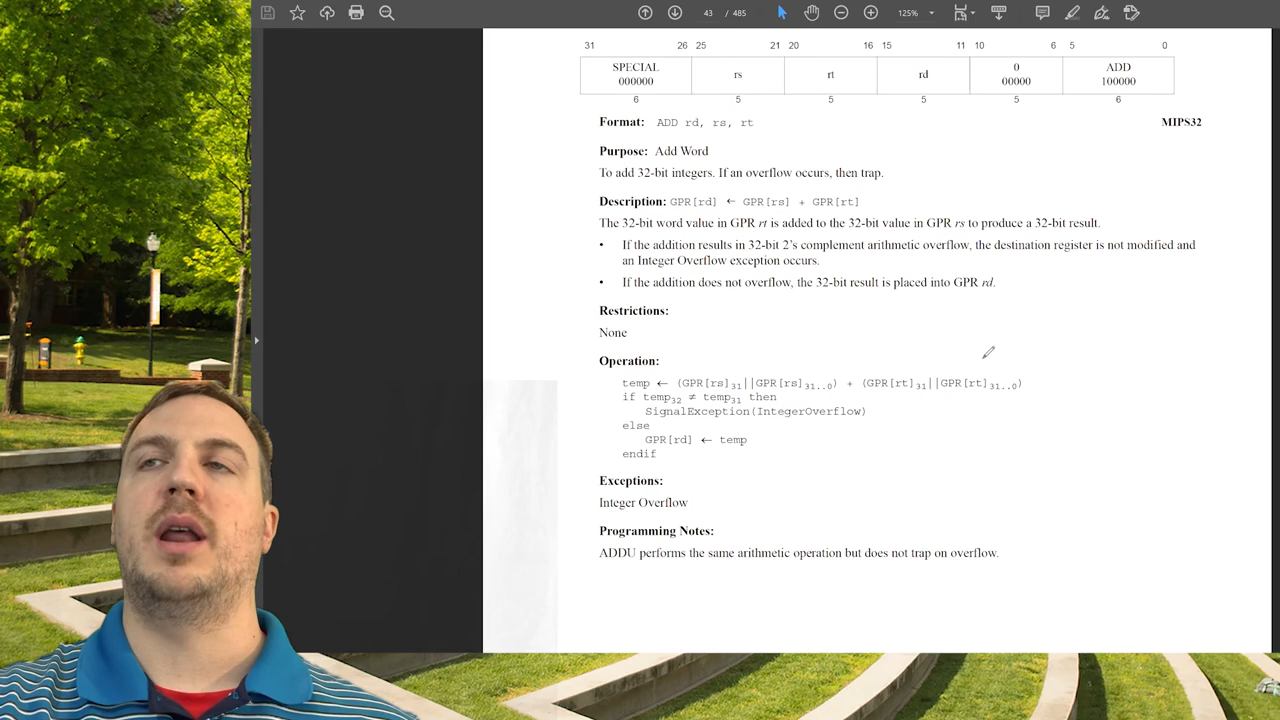 43 / 485
125%
31 26 25 21 20 16 15 11 10 6 5 0
SPECIAL rs rt rd 0 ADD
000000 00000 100000
6 5 5 5 5 6
Format: ADD rd, rs, rt MIPS32
Purpose: Add Word
To add 32-bit integers. If an overflow occurs, then trap.
Description: GPR[rd] ← GPR[rs] + GPR[rt]
The 32-bit word value in GPR rt is added to the 32-bit value in GPR rs to produce a 32-bit result.
• If the addition results in 32-bit 2's complement arithmetic overflow, the destination register is not modified and
an Integer Overflow exception occurs.
• If the addition does not overflow, the 32-bit result is placed into GPR rd.
Restrictions:
None
Operation:
temp ← (GPR[rs]31||GPR[rs]31..0) + (GPR[rt]31||GPR[rt]31..0)
if temp32 ≠ temp31 then
SignalException(IntegerOverflow)
else
GPR[rd] ← temp
endif
Exceptions:
Integer Overflow
Programming Notes:
ADDU performs the same arithmetic operation but does not trap on overflow.